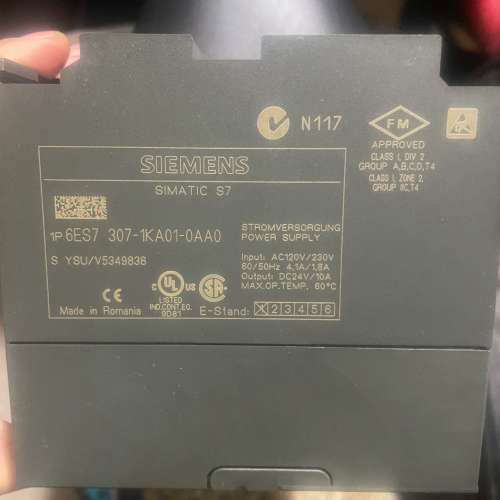 N117
FM
APPROVED
CLASS I, DIV 2
GROUP A,B,C,D,T4
CLASS I, ZONE 2,
GROUP IIC,T4
SIEMENS
SIMATIC S7
1P 6ES7 307-1KA01-0AA0
S YSU/V5349836
STROMVERSORGUNG
POWER SUPPLY
Input: AC120V/230V
50/60Hz 4,1A/1,8A
Output: DC24V/10A
MAX.OP.TEMP. 60°C
CE
Made in Romania
UL
LISTED
IND.CONT.EQ.
9D81
SA
E-Stand: X 2 3 4 5 6